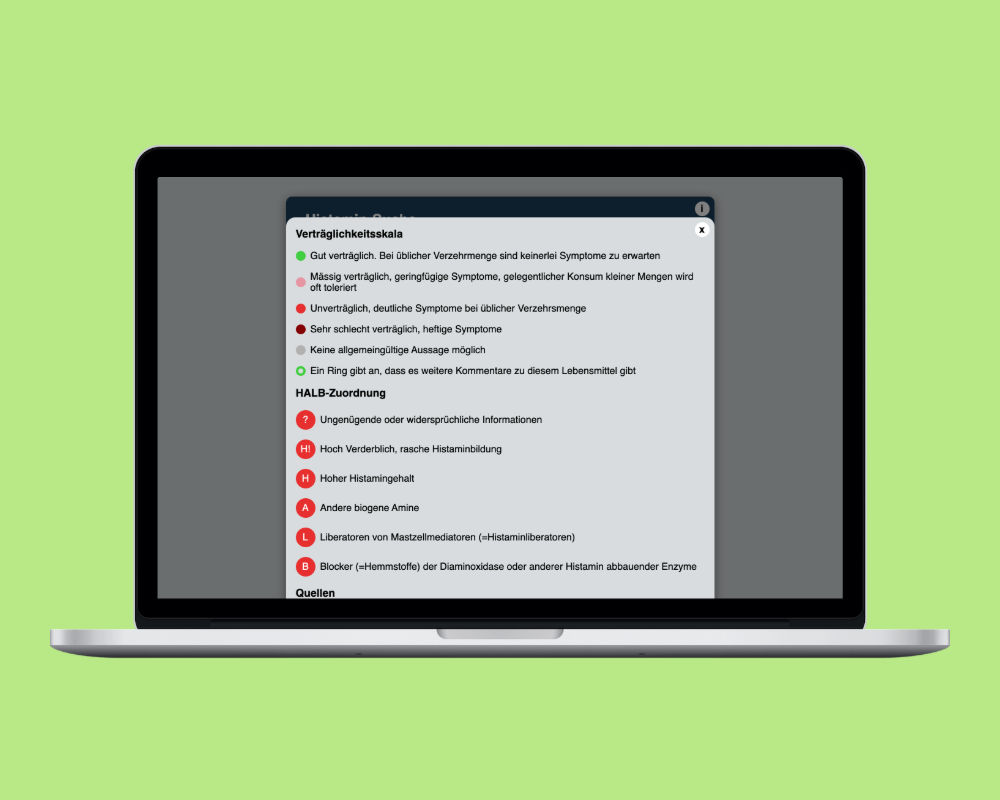 Histamin Suche
i
x
Verträglichkeitsskala
Gut verträglich. Bei üblicher Verzehrmenge sind keinerlei Symptome zu erwarten
Mässig verträglich, geringfügige Symptome, gelegentlicher Konsum kleiner Mengen wird
oft toleriert
Unverträglich, deutliche Symptome bei üblicher Verzehrsmenge
Sehr schlecht verträglich, heftige Symptome
Keine allgemeingültige Aussage möglich
Ein Ring gibt an, dass es weitere Kommentare zu diesem Lebensmittel gibt
HALB-Zuordnung
? Ungenügende oder widersprüchliche Informationen
H! Hoch Verderblich, rasche Histaminbildung
H Hoher Histamingehalt
A Andere biogene Amine
L Liberatoren von Mastzellmediatoren (=Histaminliberatoren)
B Blocker (=Hemmstoffe) der Diaminoxidase oder anderer Histamin abbauender Enzyme
Quellen